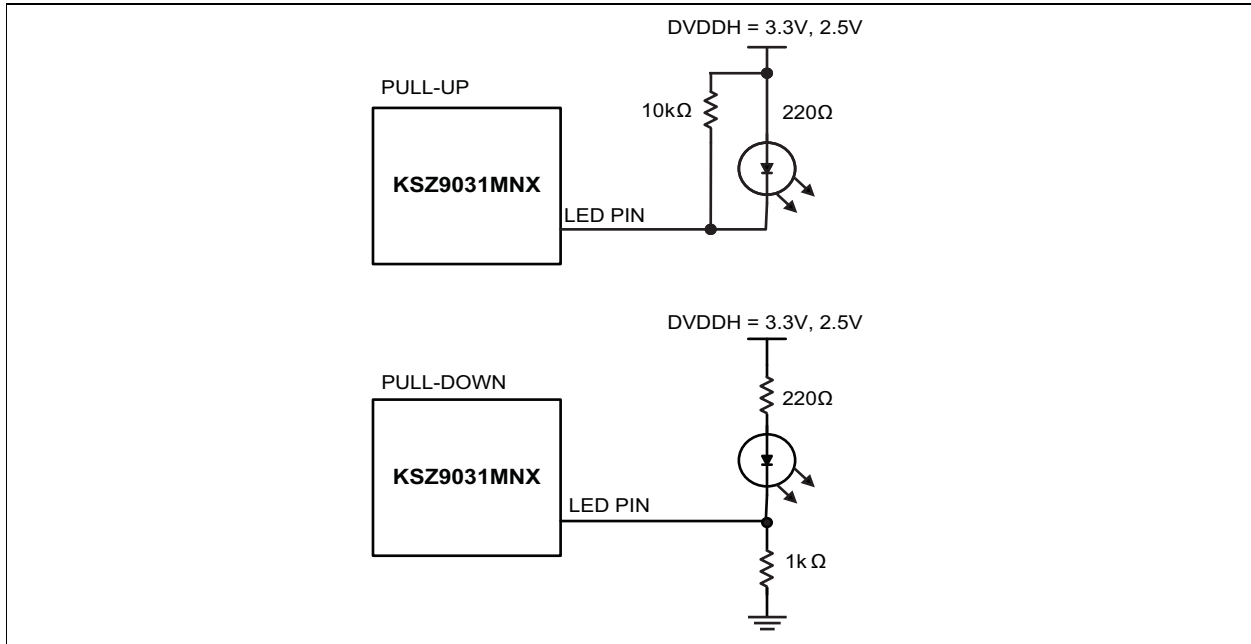 DVDDH = 3.3V, 2.5V
PULL-UP
10kΩ
220Ω
KSZ9031MNX
LED PIN
DVDDH = 3.3V, 2.5V
PULL-DOWN
220Ω
KSZ9031MNX
LED PIN
1k Ω